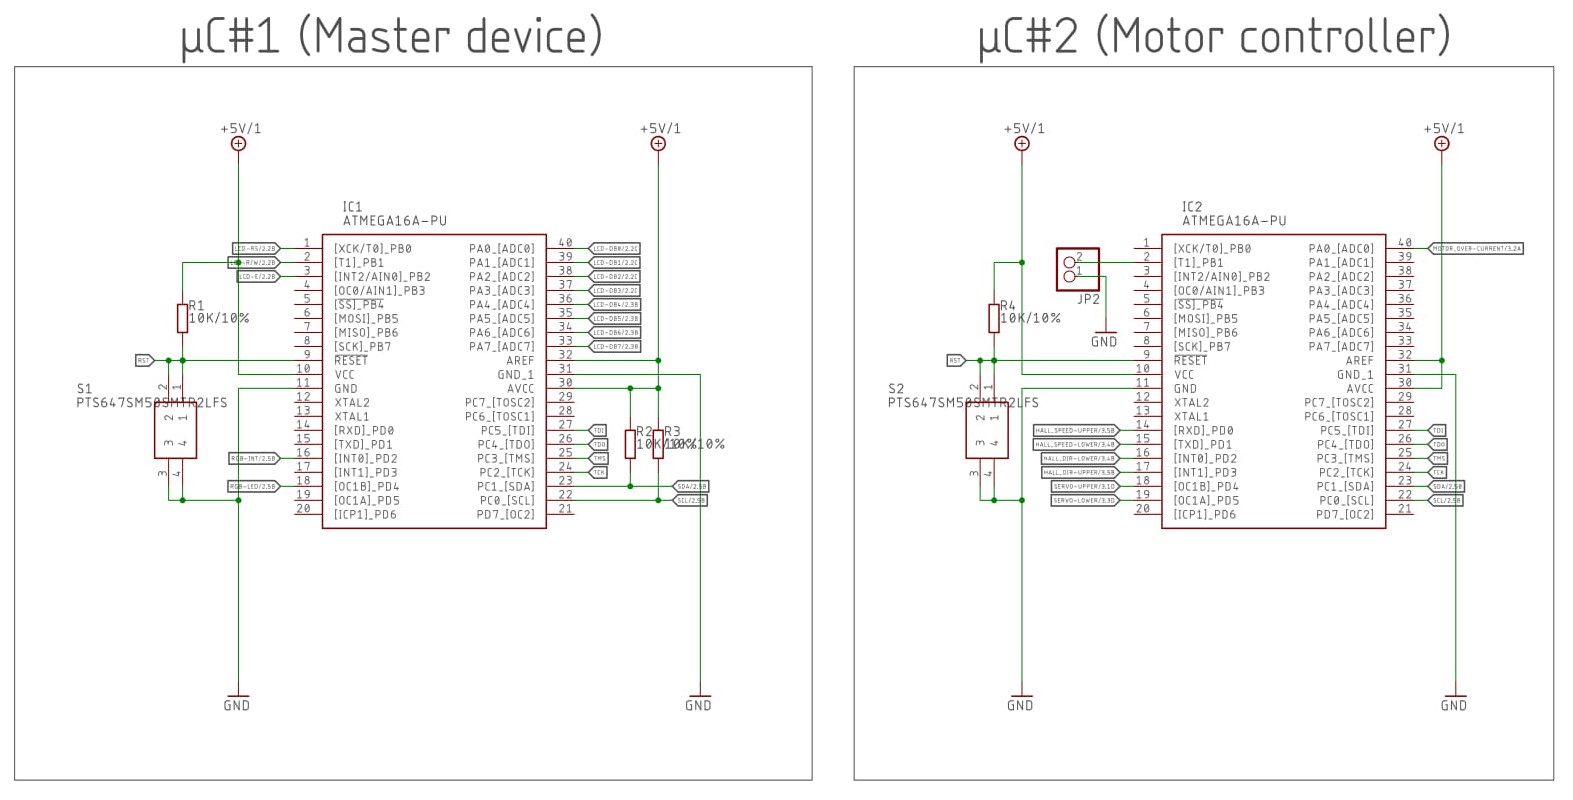 µC#1 (Master device)
+5V/1
+5V/1
IC1
ATMEGA16A-PU
LCD-RS/2.2B
1
[XCK/T0]_PB0
PA0_[ADC0]
40
LCD-DB0/2.2C
2
[T1]_PB1
PA1_[ADC1]
39
LCD-DB1/2.2C
LCD-E/2.2B
3
[INT2/AIN0]_PB2
PA2_[ADC2]
38
LCD-DB2/2.2C
4
[OC0/AIN1]_PB3
PA3_[ADC3]
37
LCD-DB3/2.2C
5
[SS]_PB4
PA4_[ADC4]
36
LCD-DB4/2.3B
6
[MOSI]_PB5
PA5_[ADC5]
35
LCD-DB5/2.3B
7
[MISO]_PB6
PA6_[ADC6]
34
LCD-DB6/2.3B
8
[SCK]_PB7
PA7_[ADC7]
33
LCD-DB7/2.3B
R1
10K/10%
RST
9
RESET
AREF
32
10
VCC
GND_1
31
11
GND
AVCC
30
12
XTAL2
PC7_[TOSC2]
29
13
XTAL1
PC6_[TOSC1]
28
14
[RXD]_PD0
PC5_[TDI]
27
TDI
15
[TXD]_PD1
PC4_[TDO]
26
TDO
RGB-INT/2.5B
16
[INT0]_PD2
PC3_[TMS]
25
TMS
17
[INT1]_PD3
PC2_[TCK]
24
TCK
RGB-LED/2.5B
18
[OC1B]_PD4
PC1_[SDA]
23
SDA/2.5B
19
[OC1A]_PD5
PC0_[SCL]
22
SCL/2.5B
20
[ICP1]_PD6
PD7_[OC2]
21
S1
PTS647SM50SMTR2LFS
2
1
2
1
3
4
3
4
R2
R3
10K/10%
10K/10%
GND
GND
µC#2 (Motor controller)
+5V/1
+5V/1
IC2
ATMEGA16A-PU
1
[XCK/T0]_PB0
PA0_[ADC0]
40
MOTOR_OVER-CURRENT/3.2A
2
[T1]_PB1
PA1_[ADC1]
39
3
[INT2/AIN0]_PB2
PA2_[ADC2]
38
4
[OC0/AIN1]_PB3
PA3_[ADC3]
37
5
[SS]_PB4
PA4_[ADC4]
36
6
[MOSI]_PB5
PA5_[ADC5]
35
7
[MISO]_PB6
PA6_[ADC6]
34
8
[SCK]_PB7
PA7_[ADC7]
33
2
1
JP2
GND
R4
10K/10%
RST
9
RESET
AREF
32
10
VCC
GND_1
31
11
GND
AVCC
30
12
XTAL2
PC7_[TOSC2]
29
13
XTAL1
PC6_[TOSC1]
28
HALL_SPEED-UPPER/3.5B
14
[RXD]_PD0
PC5_[TDI]
27
TDI
HALL_SPEED-LOWER/3.4B
15
[TXD]_PD1
PC4_[TDO]
26
TDO
HALL_DIR-LOWER/3.4B
16
[INT0]_PD2
PC3_[TMS]
25
TMS
HALL_DIR-UPPER/3.5B
17
[INT1]_PD3
PC2_[TCK]
24
TCK
SERVO-UPPER/3.1D
18
[OC1B]_PD4
PC1_[SDA]
23
SDA/2.5B
SERVO-LOWER/3.3D
19
[OC1A]_PD5
PC0_[SCL]
22
SCL/2.5B
20
[ICP1]_PD6
PD7_[OC2]
21
S2
PTS647SM50SMTR2LFS
2
1
2
1
3
4
3
4
GND
GND